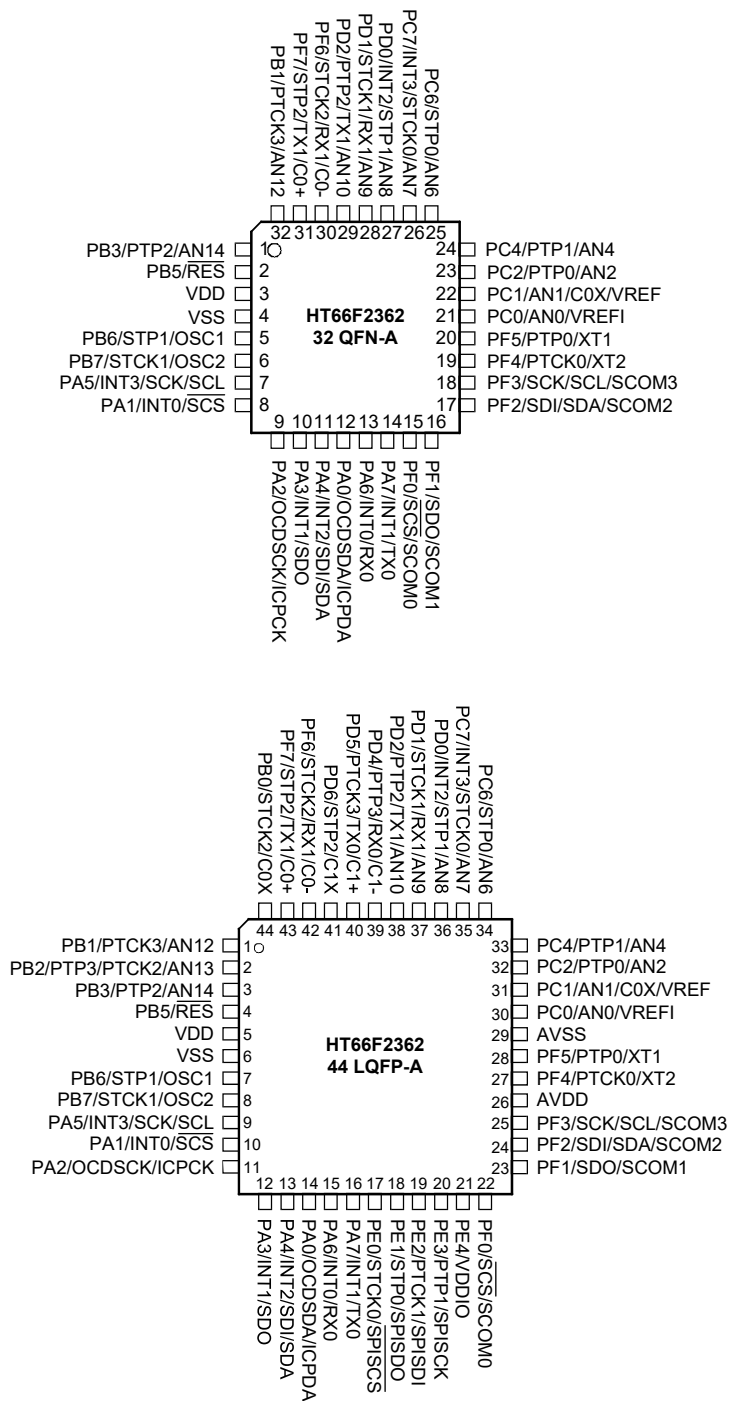 PB1/PTCK3/AN12
PF7/STP2/TX1/C0+
PF6/STCK2/RX1/C0-
PD2/PTP2/TX1/AN10
PD1/STCK1/RX1/AN9
PD0/INT2/STP1/AN8
PC7/INT3/STCK0/AN7
PC6/STP0/AN6
32 31 30 29 28 27 26 25
PB3/PTP2/AN14 1 24 PC4/PTP1/AN4
PB5/RES 2 23 PC2/PTP0/AN2
VDD 3 22 PC1/AN1/C0X/VREF
VSS 4 HT66F2362 21 PC0/AN0/VREFI
32 QFN-A
PB6/STP1/OSC1 5 20 PF5/PTP0/XT1
PB7/STCK1/OSC2 6 19 PF4/PTCK0/XT2
PA5/INT3/SCK/SCL 7 18 PF3/SCK/SCL/SCOM3
PA1/INT0/SCS 8 17 PF2/SDI/SDA/SCOM2
9 10 11 12 13 14 15 16
PA2/OCDSCK/ICPCK
PA3/INT1/SDO
PA4/INT2/SDI/SDA
PA0/OCDSDA/ICPDA
PA6/INT0/RX0
PA7/INT1/TX0
PF0/SCS/SCOM0
PF1/SDO/SCOM1
PB0/STCK2/C0X
PF7/STP2/TX1/C0+
PF6/STCK2/RX1/C0-
PD6/STP2/C1X
PD5/PTCK3/TX0/C1+
PD4/PTP3/RX0/C1-
PD2/PTP2/TX1/AN10
PD1/STCK1/RX1/AN9
PD0/INT2/STP1/AN8
PC7/INT3/STCK0/AN7
PC6/STP0/AN6
44 43 42 41 40 39 38 37 36 35 34
PB1/PTCK3/AN12 1 33 PC4/PTP1/AN4
PB2/PTP3/PTCK2/AN13 2 32 PC2/PTP0/AN2
PB3/PTP2/AN14 3 31 PC1/AN1/C0X/VREF
PB5/RES 4 30 PC0/AN0/VREFI
VDD 5 29 AVSS
HT66F2362
VSS 6 28 PF5/PTP0/XT1
44 LQFP-A
PB6/STP1/OSC1 7 27 PF4/PTCK0/XT2
PB7/STCK1/OSC2 8 26 AVDD
PA5/INT3/SCK/SCL 9 25 PF3/SCK/SCL/SCOM3
PA1/INT0/SCS 10 24 PF2/SDI/SDA/SCOM2
PA2/OCDSCK/ICPCK 11 23 PF1/SDO/SCOM1
12 13 14 15 16 17 18 19 20 21 22
PA3/INT1/SDO
PA4/INT2/SDI/SDA
PA0/OCDSDA/ICPDA
PA6/INT0/RX0
PA7/INT1/TX0
PE0/STCK0/SPISCS
PE1/STP0/SPISDO
PE2/PTCK1/SPISDI
PE3/PTP1/SPISCK
PE4/VDDIO
PF0/SCS/SCOM0